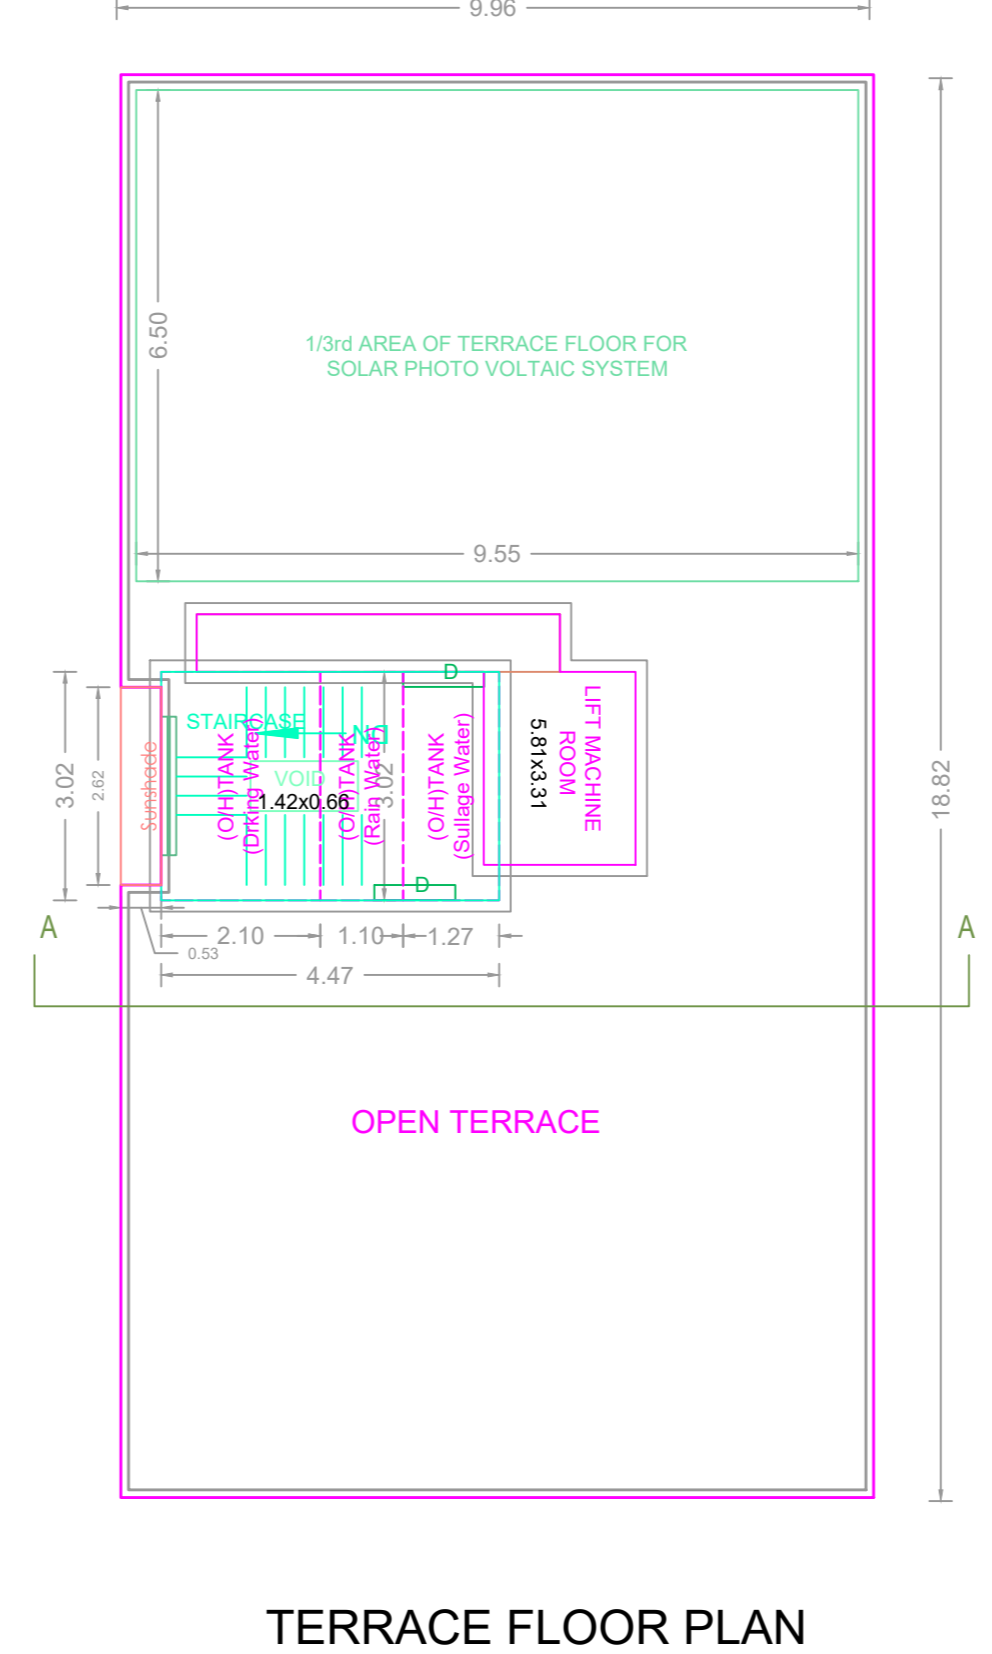 9.96
6.50
1/3rd AREA OF TERRACE FLOOR FOR
SOLAR PHOTO VOLTAIC SYSTEM
9.55
18.82
3.02
2.62
Sunshade
STAIRCASE
DN
VOID
1.42x0.66
3.02
(O/H)TANK
(Drking Water)
(O/H)TANK
(Rain Water)
(O/H)TANK
(Sullage Water)
D
D
LIFT MACHINE
ROOM
5.81x3.31
A
A
2.10
1.10
1.27
0.53
4.47
OPEN TERRACE
TERRACE FLOOR PLAN